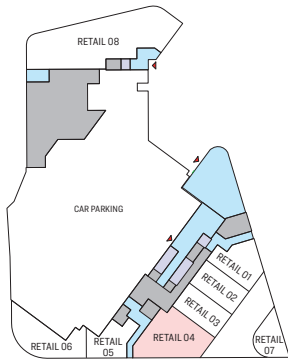 RETAIL 08
CAR PARKING
RETAIL 01
RETAIL 02
RETAIL 03
RETAIL 04
RETAIL
05
RETAIL 06
RETAIL
07